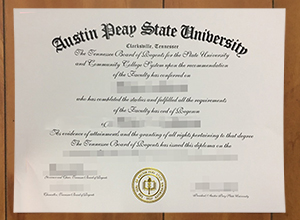 Austin Peay State University
Clarksville, Tennessee
The Tennessee Board of Regents for the State University
and Community College System upon the recommendation
of the Faculty has conferred on
who has completed the studies and fulfilled all the requirements
of the Faculty has
of
As evidence of attainments and the granting of all rights pertaining to that degree
The Tennessee Board of Regents has issued this diploma on the